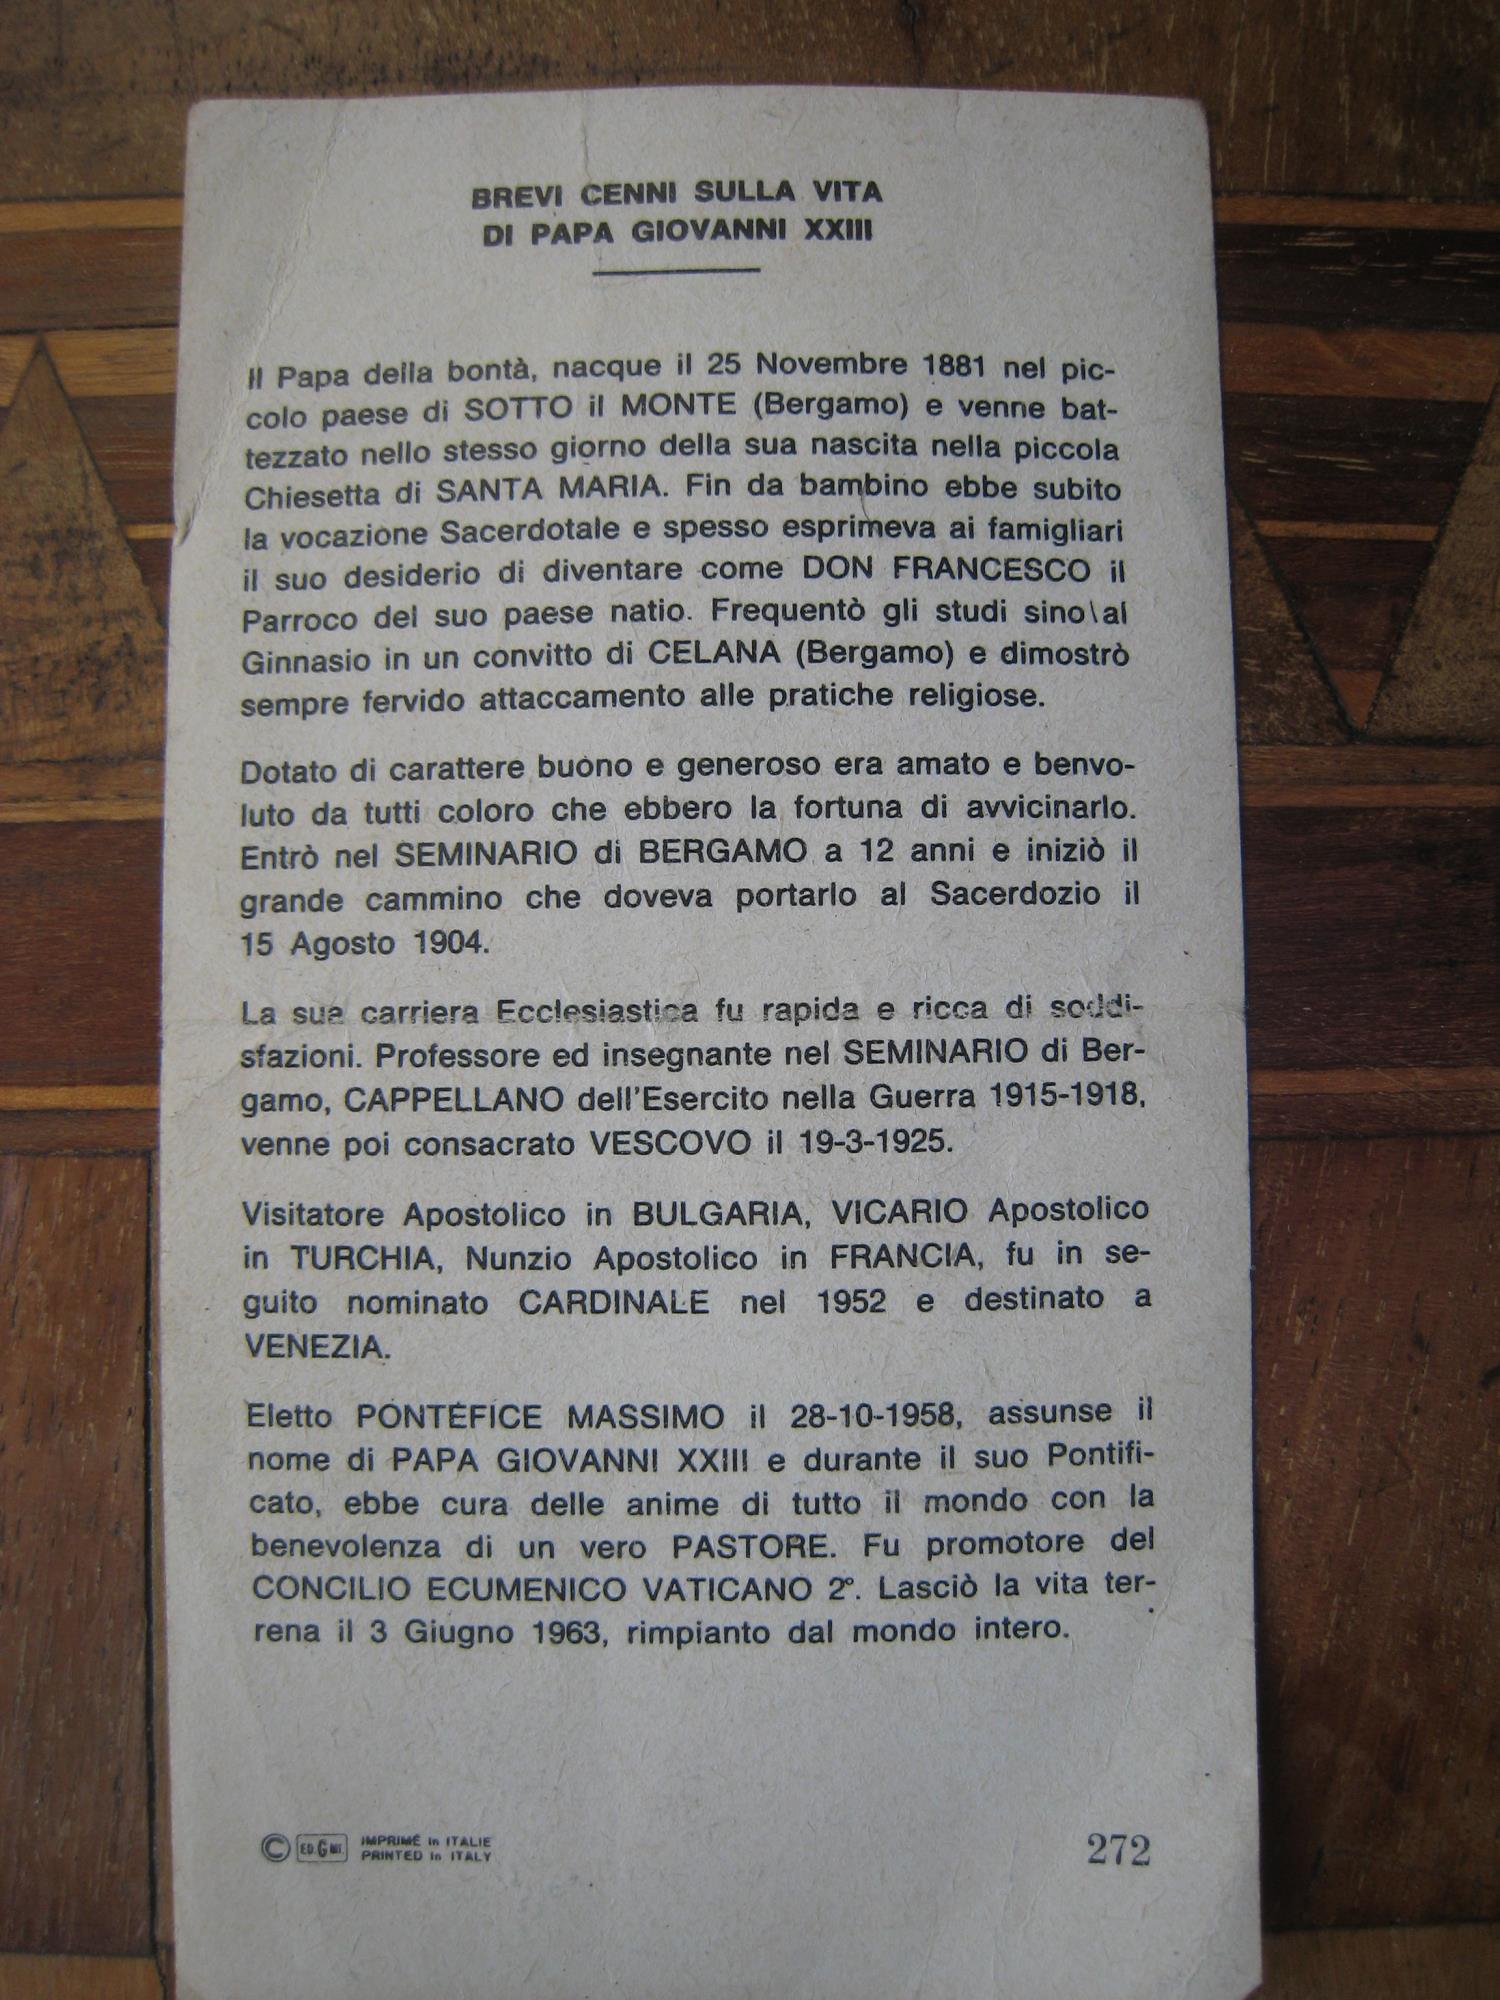 BREVI CENNI SULLA VITA
DI PAPA GIOVANNI XXIII
Il Papa della bontà, nacque il 25 Novembre 1881 nel pic-
colo paese di SOTTO il MONTE (Bergamo) e venne bat-
tezzato nello stesso giorno della sua nascita nella piccola
Chiesetta di SANTA MARIA. Fin da bambino ebbe subito
la vocazione Sacerdotale e spesso esprimeva ai famigliari
il suo desiderio di diventare come DON FRANCESCO il
Parroco del suo paese natio. Frequentò gli studi sino\al
Ginnasio in un convitto di CELANA (Bergamo) e dimostrò
sempre fervido attaccamento alle pratiche religiose.
Dotato di carattere buono e generoso era amato e benvo-
luto da tutti coloro che ebbero la fortuna di avvicinarlo.
Entrò nel SEMINARIO di BERGAMO a 12 anni e iniziò il
grande cammino che doveva portarlo al Sacerdozio il
15 Agosto 1904.
La sua carriera Ecclesiastica fu rapida e ricca di soddi-
sfazioni. Professore ed insegnante nel SEMINARIO di Ber-
gamo, CAPPELLANO dell'Esercito nella Guerra 1915-1918,
venne poi consacrato VESCOVO il 19-3-1925.
Visitatore Apostolico in BULGARIA, VICARIO Apostolico
in TURCHIA, Nunzio Apostolico in FRANCIA, fu in se-
guito nominato CARDINALE nel 1952 e destinato a
VENEZIA.
Eletto PONTEFICE MASSIMO il 28-10-1958, assunse il
nome di PAPA GIOVANNI XXIII e durante il suo Pontifi-
cato, ebbe cura delle anime di tutto il mondo con la
benevolenza di un vero PASTORE. Fu promotore del
CONCILIO ECUMENICO VATICANO 2°. Lasciò la vita ter-
rena il 3 Giugno 1963, rimpianto dal mondo intero.
© ED.G MI. IMPRIMÉ in ITALIE
PRINTED in ITALY
272